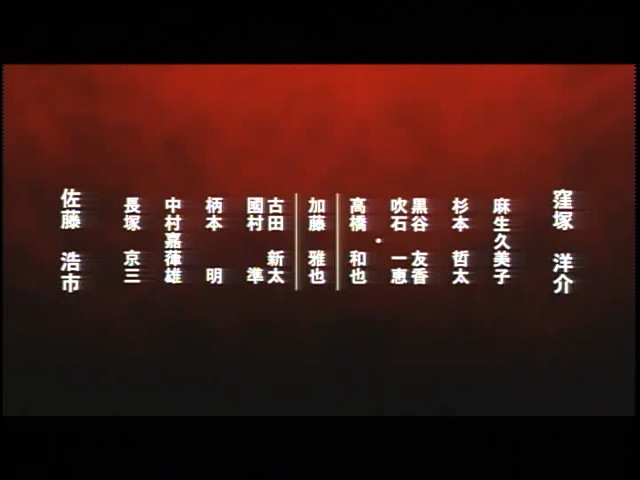 窪塚 洋介
麻生久美子
杉本 哲太
黒谷 友香
吹石 一恵
高橋 和也
加藤 雅也
古田 新太
國村 準
柄本 明
中村嘉葎雄
長塚 京三
佐藤 浩市